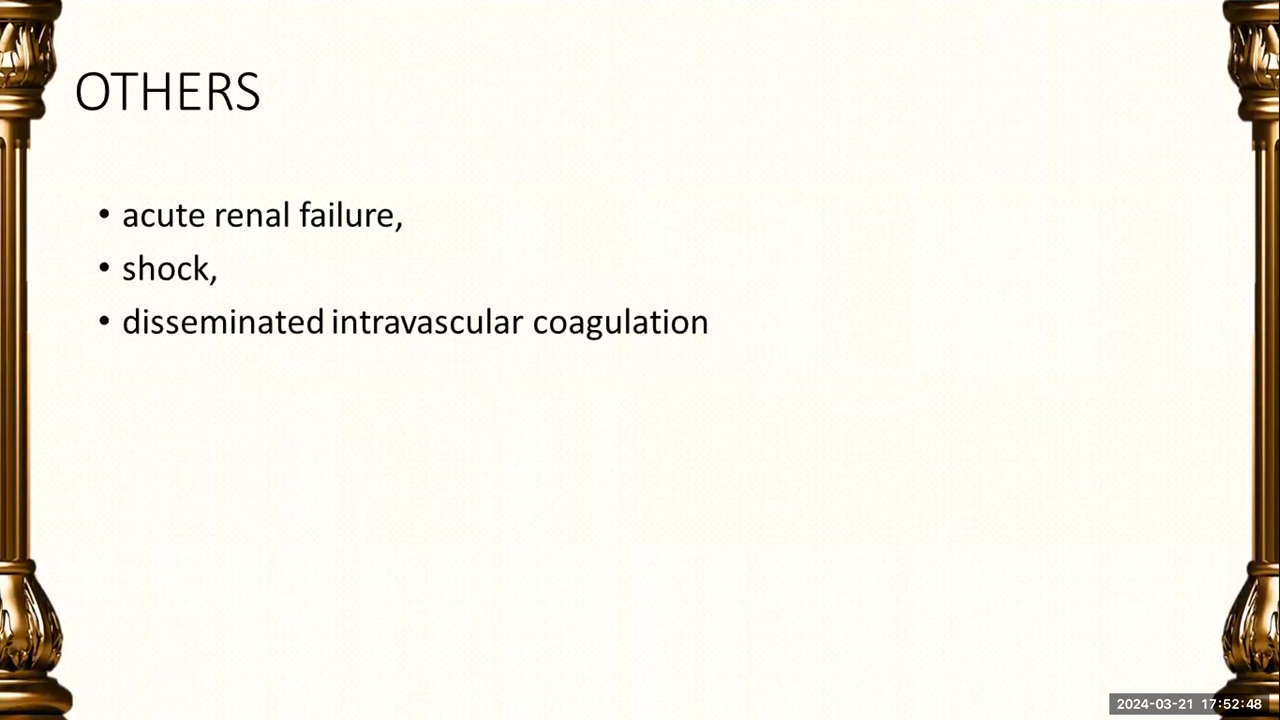 OTHERS
• acute renal failure,
• shock,
• disseminated intravascular coagulation
2024-03-21 17:52:48